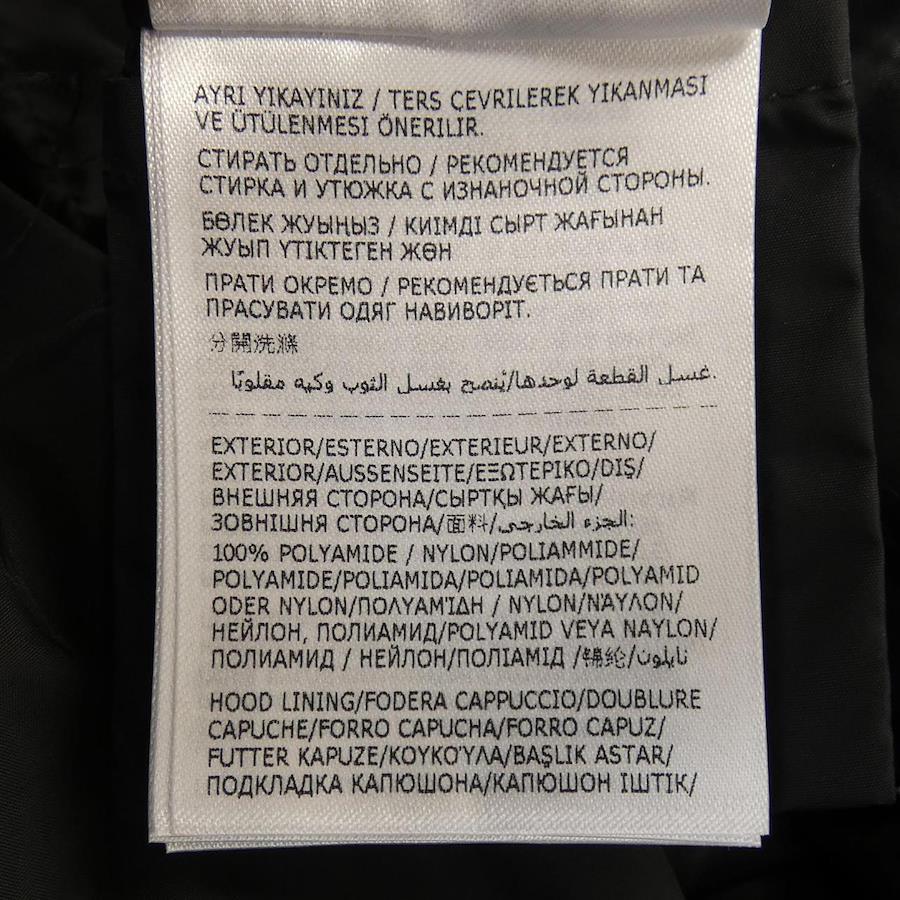 AYRI YIKAYINIZ / TERS ÇEVRİLEREK YIKANMASI
VE ÜTÜLENMESİ ÖNERİLİR.
СТИРАТЬ ОТДЕЛЬНО / РЕКОМЕНДУЕТСЯ
СТИРКА И УТЮЖКА С ИЗНАНОЧНОЙ СТОРОНЫ.
БӨЛЕК ЖУЫҢЫЗ / КИІМДІ СЫРТ ЖАҒЫНАН
ЖУЫП ҮТІКТЕГЕН ЖӨН
ПРАТИ ОКРЕМО / РЕКОМЕНДУЄТЬСЯ ПРАТИ ТА
ПРАСУВАТИ ОДЯГ НАВИВОРІТ.
分開洗滌
غسل القطعة لوحدها/يُنصح بغسل الثوب وكيه مقلوبًا.
EXTERIOR/ESTERNO/EXTERIEUR/EXTERNO/
EXTERIOR/AUSSENSEITE/ΕΞΩΤΕΡΙΚΟ/DIŞ/
ВНЕШНЯЯ СТОРОНА/СЫРТҚЫ ЖАҒЫ/
ЗОВНІШНЯ СТОРОНА/面料/الجزء الخارجي:
100% POLYAMIDE / NYLON/POLIAMMIDE/
POLYAMIDE/POLIAMIDA/POLIAMIDA/POLYAMID
ODER NYLON/ΠΟΛΥΑΜΊΔΗ / NYLON/ΝΆΥΛΟΝ/
НЕЙЛОН, ПОЛИАМИД/POLYAMID VEYA NAYLON/
ПОЛИАМИД / НЕЙЛОН/ПОЛІАМІД /锦纶/نايلون
HOOD LINING/FODERA CAPPUCCIO/DOUBLURE
CAPUCHE/FORRO CAPUCHA/FORRO CAPUZ/
FUTTER KAPUZE/ΚΟΥΚΟΎΛΑ/BAŞLIK ASTAR/
ПОДКЛАДКА КАПЮШОНА/КАПЮШОН ІШТІК/